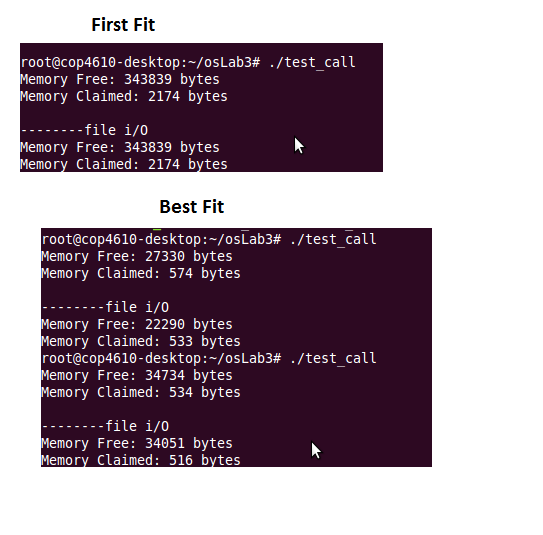 First Fit
root@cop4610-desktop:~/osLab3# ./test_call
Memory Free: 343839 bytes
Memory Claimed: 2174 bytes
--------file i/O
Memory Free: 343839 bytes
Memory Claimed: 2174 bytes
Best Fit
root@cop4610-desktop:~/osLab3# ./test_call
Memory Free: 27330 bytes
Memory Claimed: 574 bytes
--------file i/O
Memory Free: 22290 bytes
Memory Claimed: 533 bytes
root@cop4610-desktop:~/osLab3# ./test_call
Memory Free: 34734 bytes
Memory Claimed: 534 bytes
--------file i/O
Memory Free: 34051 bytes
Memory Claimed: 516 bytes